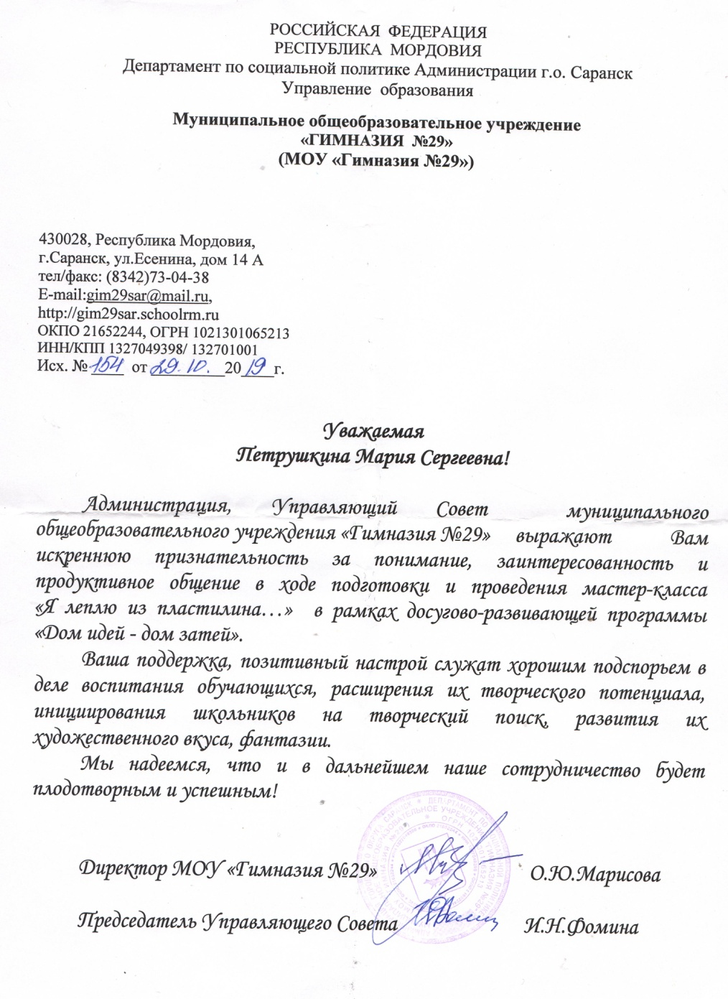 РОССИЙСКАЯ ФЕДЕРАЦИЯ
РЕСПУБЛИКА МОРДОВИЯ
Департамент по социальной политике Администрации г.о. Саранск
Управление образования
Муниципальное общеобразовательное учреждение
«ГИМНАЗИЯ №29»
(МОУ «Гимназия №29»)
430028, Республика Мордовия,
г.Саранск, ул.Есенина, дом 14 А
тел/факс: (8342)73-04-38
E-mail:gim29sar@mail.ru,
http://gim29sar.schoolrm.ru
ОКПО 21652244, ОГРН 1021301065213
ИНН/КПП 1327049398/ 132701001
Исх. № 154 от 29.10. 2019 г.
Уважаемая
Петрушкина Мария Сергеевна!
Администрация, Управляющий Совет муниципального
общеобразовательного учреждения «Гимназия №29» выражают Вам
искреннюю признательность за понимание, заинтересованность и
продуктивное общение в ходе подготовки и проведения мастер-класса
«Я леплю из пластилина…» в рамках досугово-развивающей программы
«Дом идей - дом затей».
Ваша поддержка, позитивный настрой служат хорошим подспорьем в
деле воспитания обучающихся, расширения их творческого потенциала,
инициирования школьников на творческий поиск, развития их
художественного вкуса, фантазии.
Мы надеемся, что и в дальнейшем наше сотрудничество будет
плодотворным и успешным!
Директор МОУ «Гимназия №29» О.Ю.Марисова
Председатель Управляющего Совета И.Н.Фомина